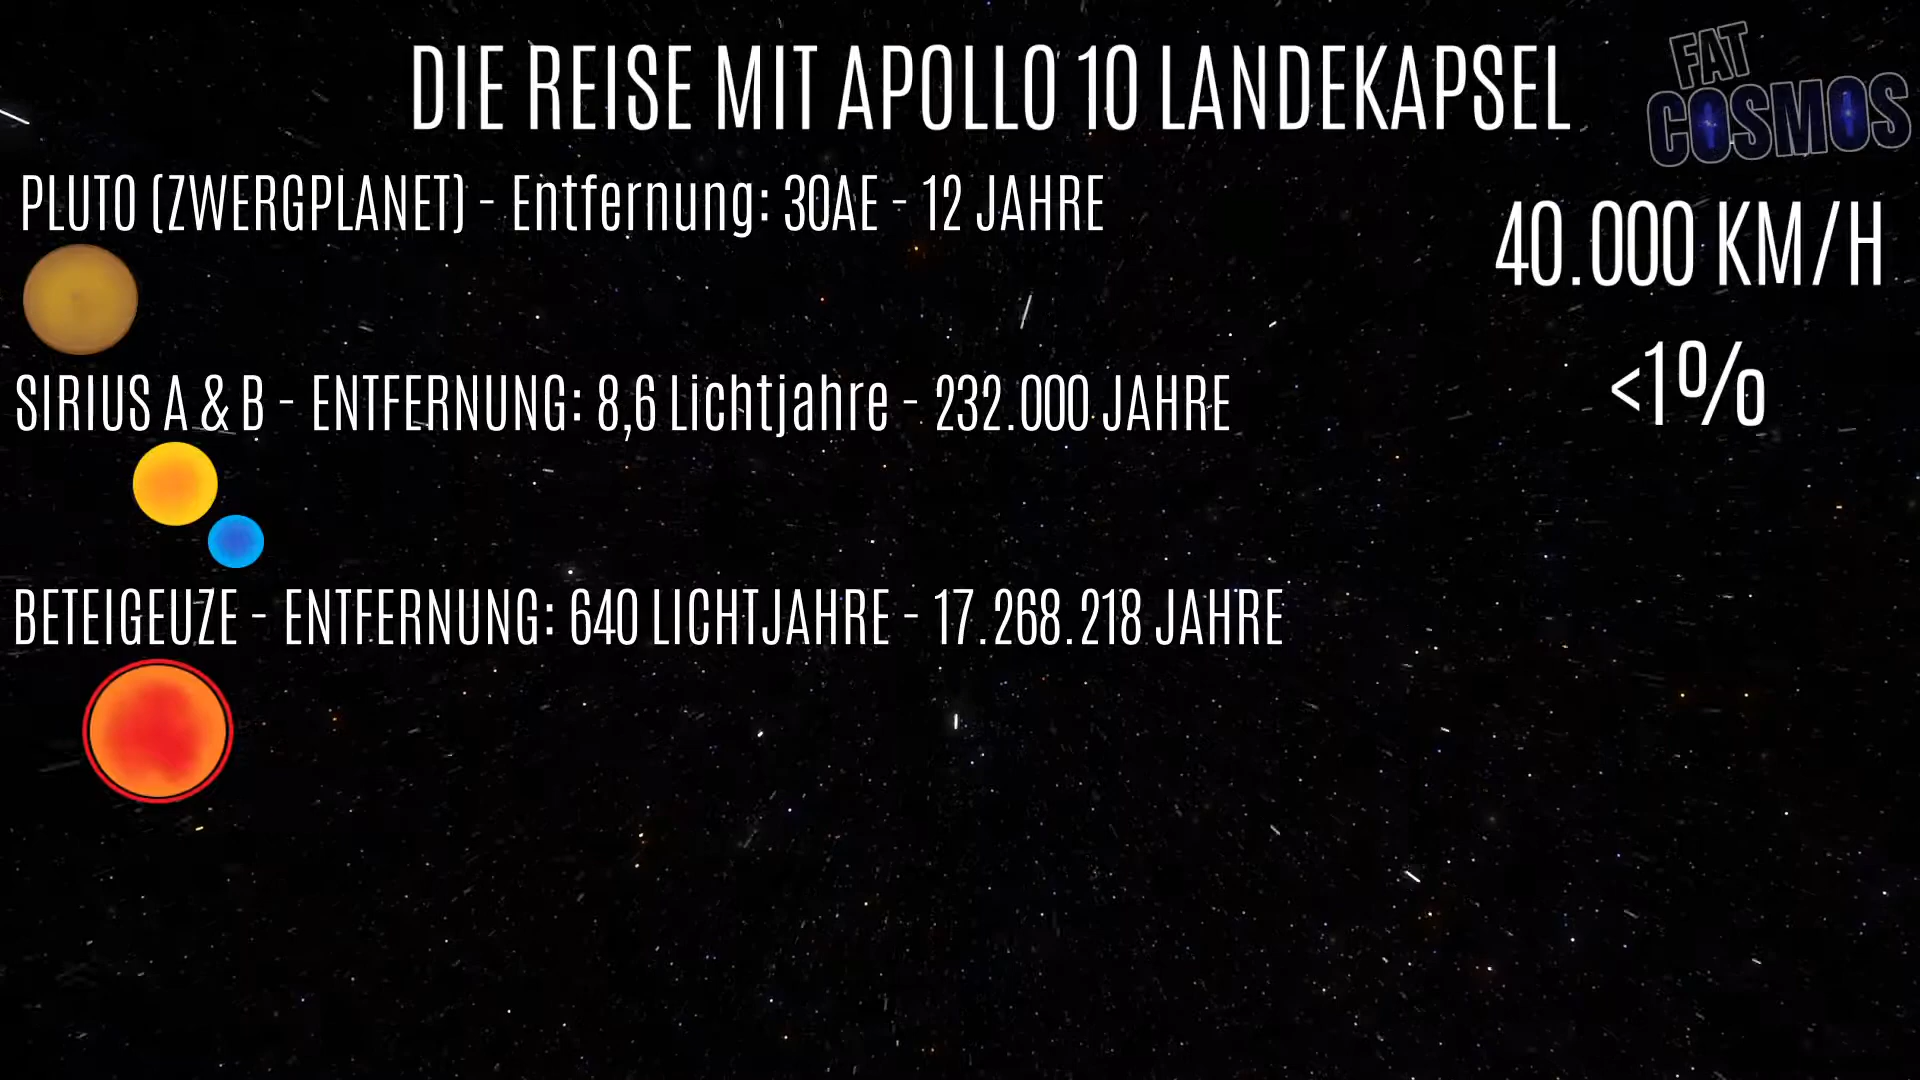 DIE REISE MIT APOLLO 10 LANDEKAPSEL
FAT
COSMOS
PLUTO (ZWERGPLANET) - Entfernung: 30AE - 12 JAHRE
40.000 KM/H
<1%
SIRIUS A & B - ENTFERNUNG: 8,6 Lichtjahre - 232.000 JAHRE
BETEIGEUZE - ENTFERNUNG: 640 LICHTJAHRE - 17.268.218 JAHRE